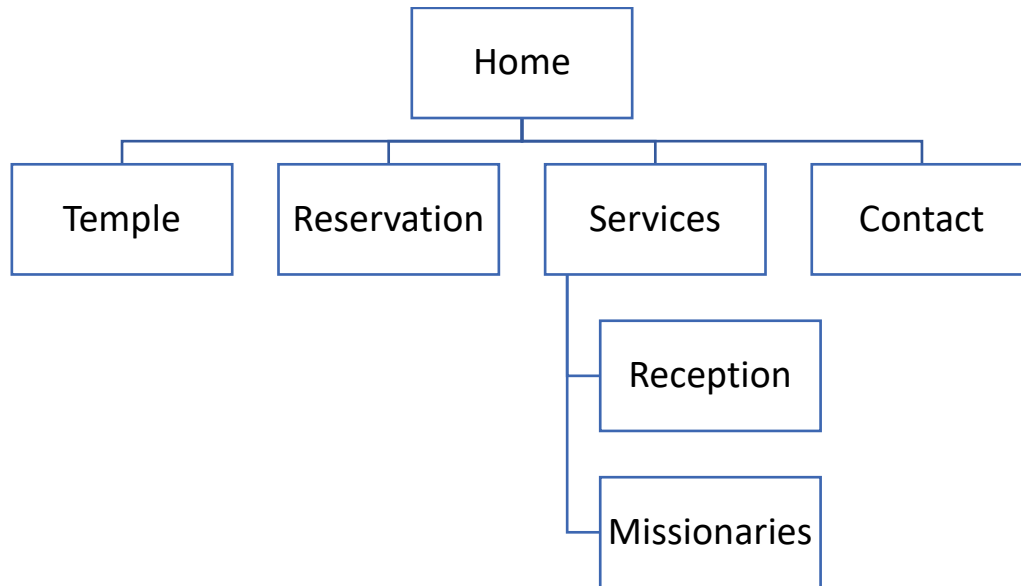 Home
Temple
Reservation
Services
Contact
Reception
Missionaries